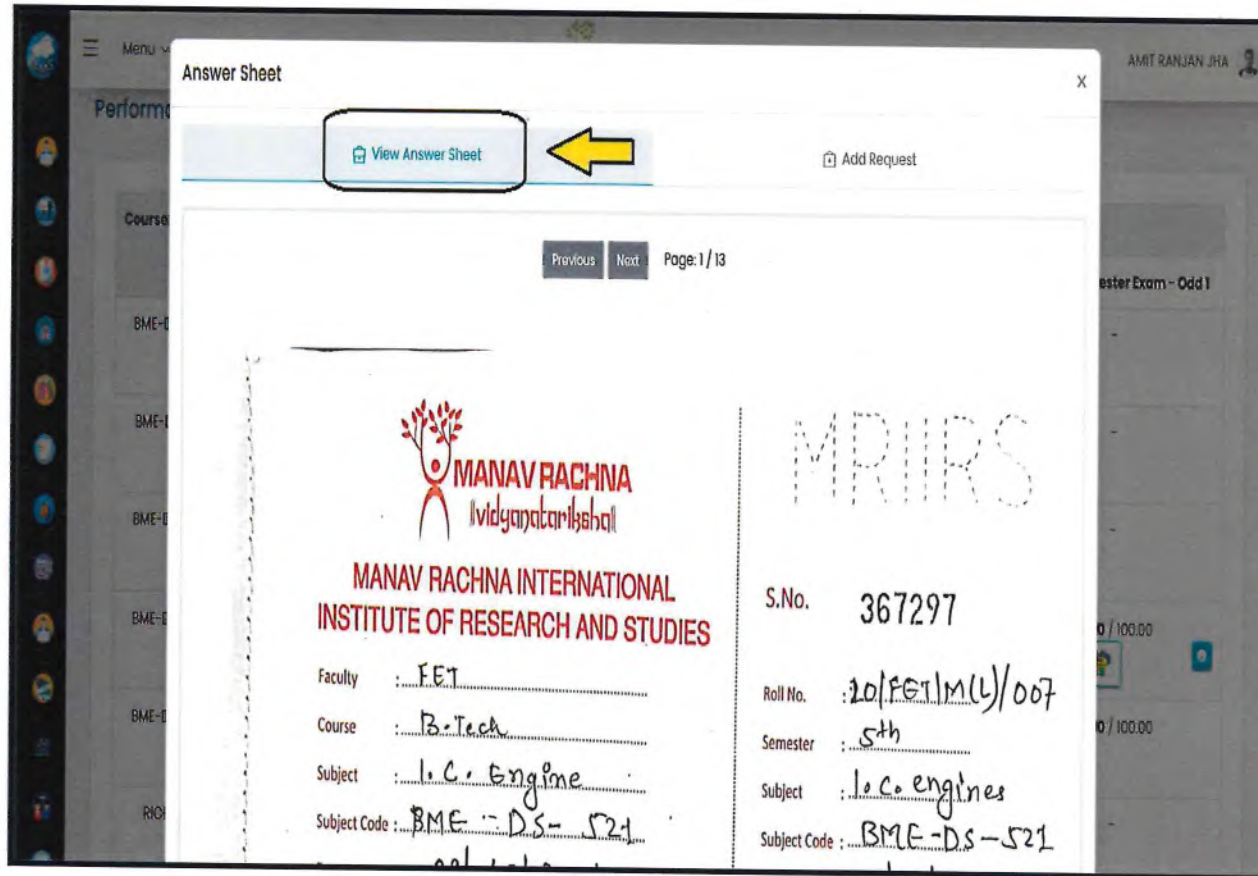 Menu
AMIT RANJAN JHA
Answer Sheet
X
View Answer Sheet
Add Request
Previous Next Page: 1 / 13
ester Exam - Odd 1
BME-D
-
MANAV RACHNA
vidyanatariksha
MRIIRS
BME-D
-
BME-D
-
MANAV RACHNA INTERNATIONAL
INSTITUTE OF RESEARCH AND STUDIES
S.No. 367297
BME-D
0 / 100.00
Faculty : FET
Roll No. : 20/FET/M(L)/007
Course : B.Tech
Semester : 5th
BME-D
0 / 100.00
Subject : I.C. Engine
Subject : I.C. engines
Subject Code : BME - DS - 521
Subject Code : BME-DS-521